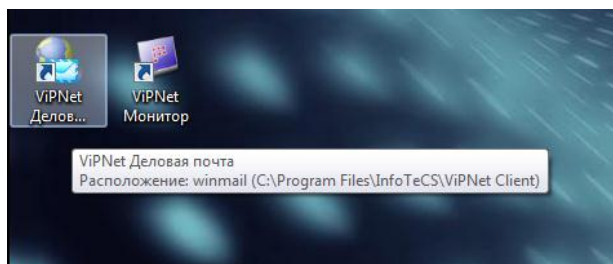 ViPNet
Делов...
ViPNet
Монитор
ViPNet Деловая почта
Расположение: winmail (C:\Program Files\InfoTeCS\ViPNet Client)